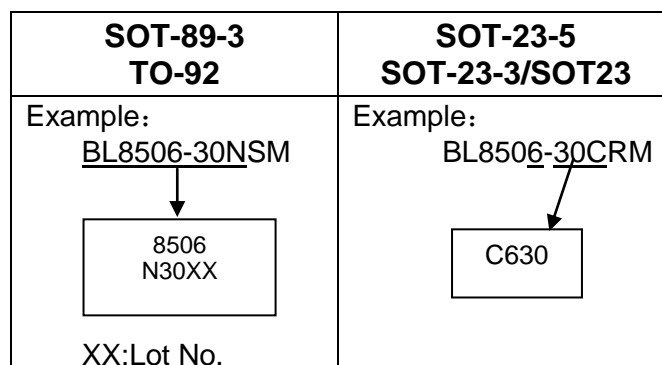 SOT-89-3
TO-92
SOT-23-5
SOT-23-3/SOT23
Example：
BL8506-30NSM
8506
N30XX
XX:Lot No.
Example：
BL8506-30CRM
C630